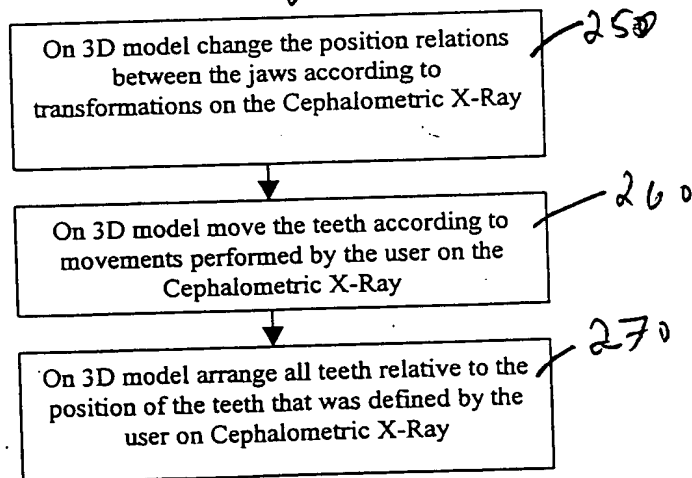 On 3D model change the position relations
between the jaws according to
transformations on the Cephalometric X-Ray
250
On 3D model move the teeth according to
movements performed by the user on the
Cephalometric X-Ray
260
On 3D model arrange all teeth relative to the
position of the teeth that was defined by the
user on Cephalometric X-Ray
270